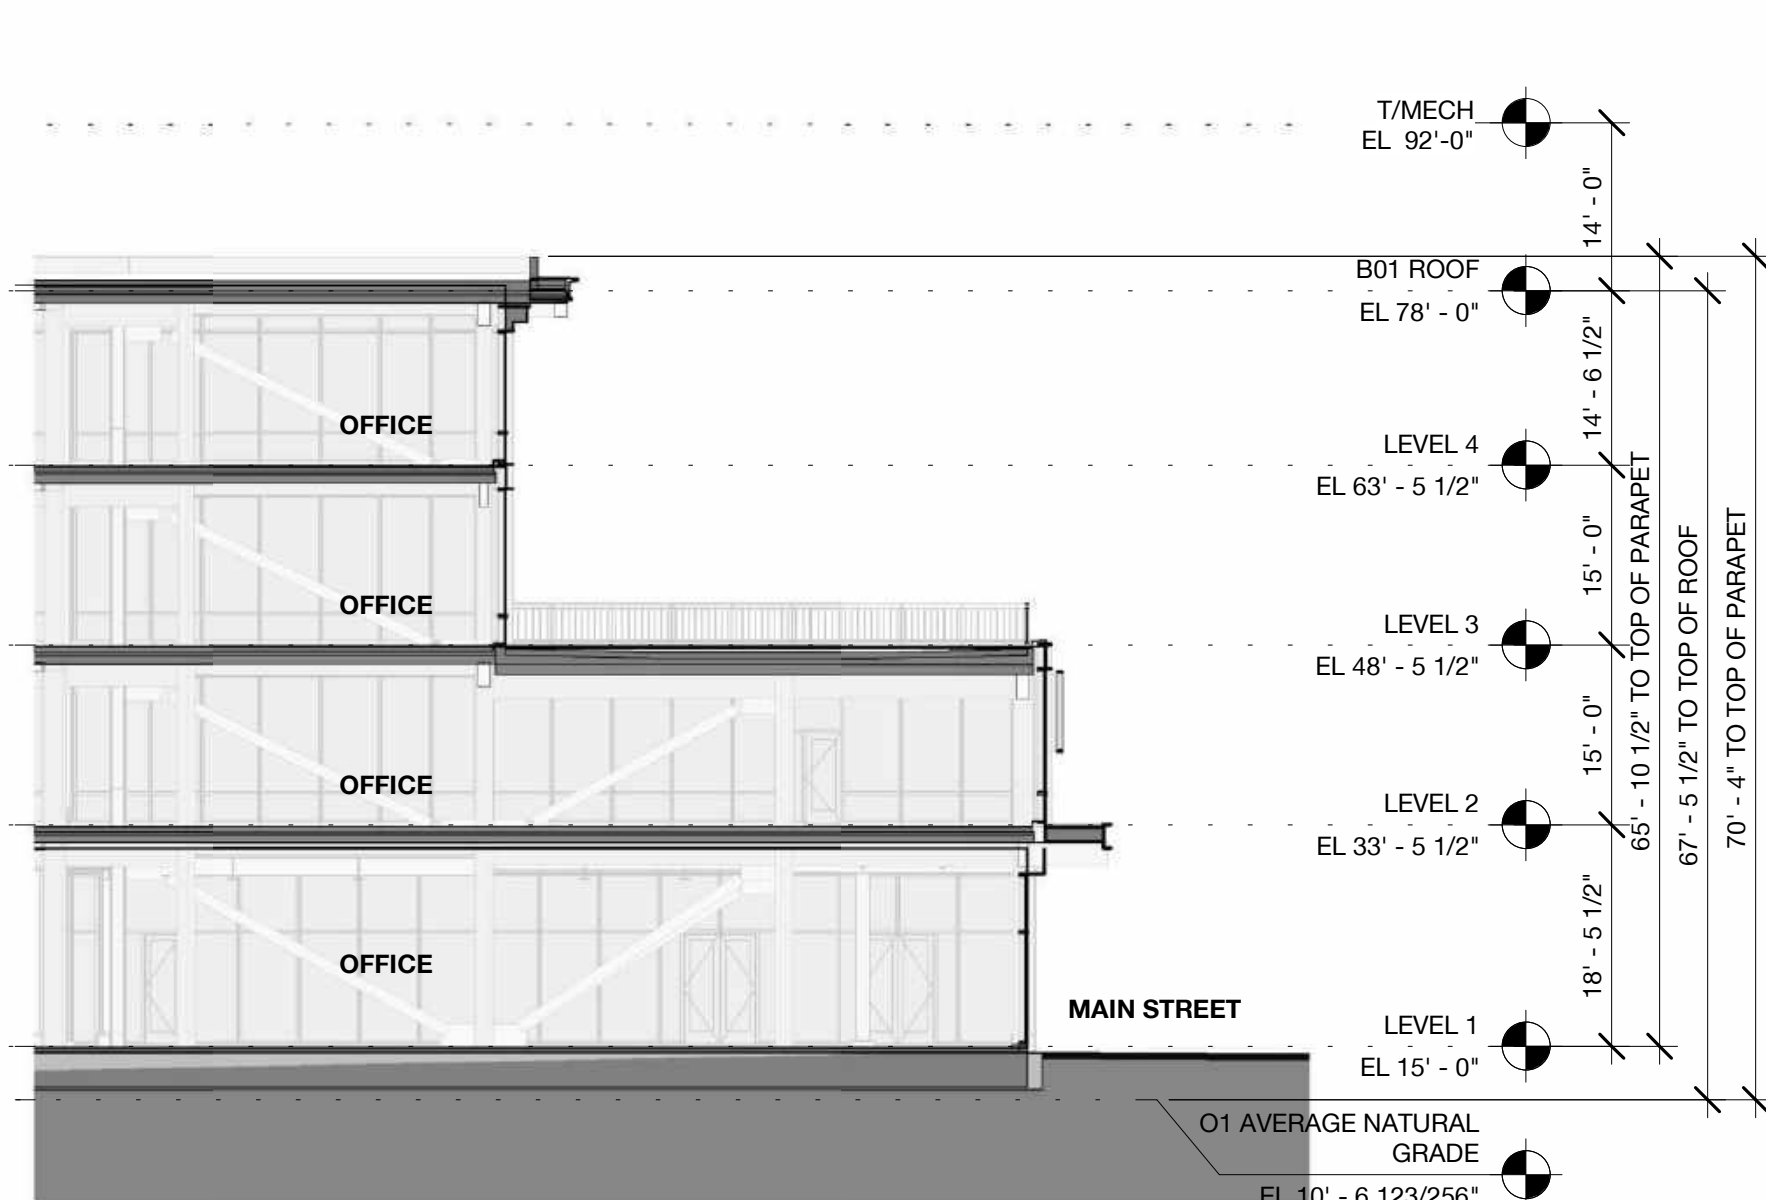 T/MECH
EL 92'-0"
14' - 0"
B01 ROOF
EL 78' - 0"
14' - 6 1/2"
OFFICE
LEVEL 4
EL 63' - 5 1/2"
15' - 0"
OFFICE
LEVEL 3
EL 48' - 5 1/2"
15' - 0"
OFFICE
LEVEL 2
EL 33' - 5 1/2"
18' - 5 1/2"
OFFICE
MAIN STREET
LEVEL 1
EL 15' - 0"
65' - 10 1/2" TO TOP OF PARAPET
67' - 5 1/2" TO TOP OF ROOF
70' - 4" TO TOP OF PARAPET
O1 AVERAGE NATURAL
GRADE
EL 10' - 6 123/256"